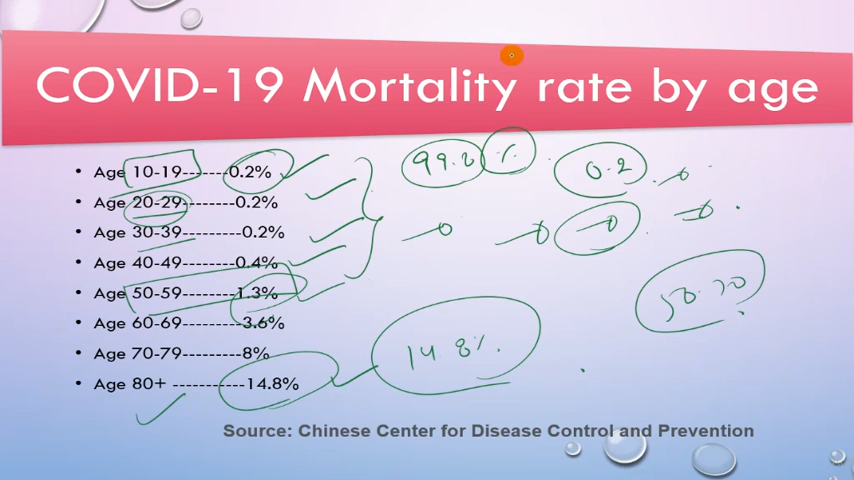 COVID-19 Mortality rate by age
• Age 10-19-------0.2%
• Age 20-29--------0.2%
• Age 30-39---------0.2%
• Age 40-49--------0.4%
• Age 50-59--------1.3%
• Age 60-69---------3.6%
• Age 70-79---------8%
• Age 80+ -----------14.8%
%
0.2
14.8%
Source: Chinese Center for Disease Control and Prevention